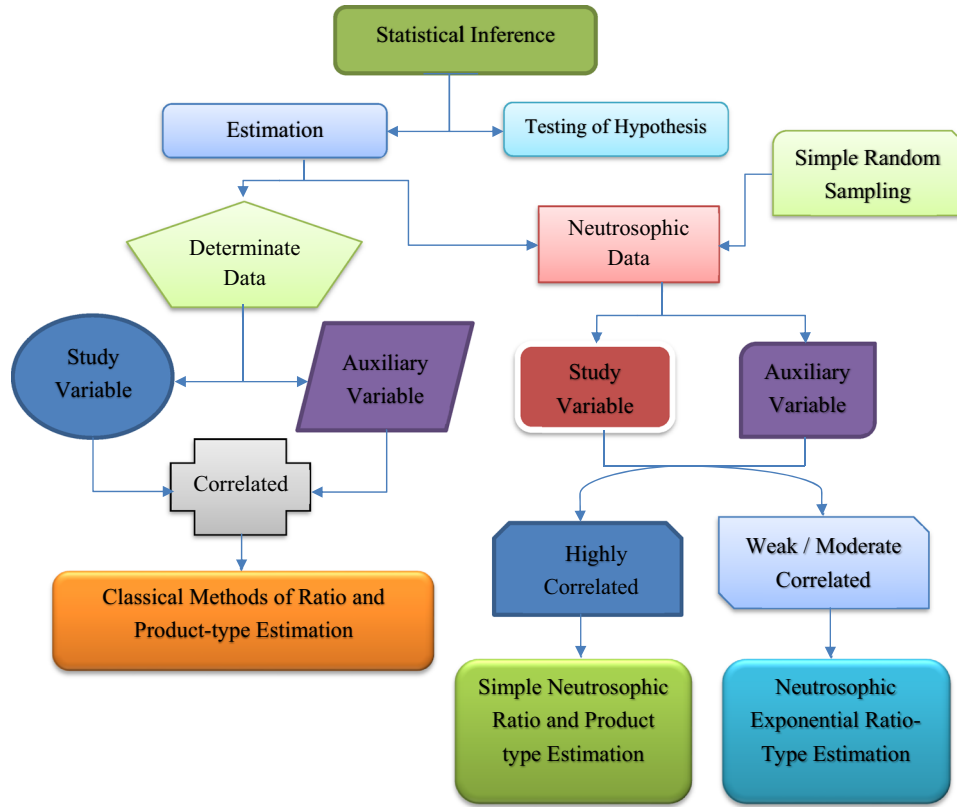 Statistical Inference
Estimation
Testing of Hypothesis
Simple Random
Sampling
Determinate
Data
Neutrosophic
Data
Study
Variable
Auxiliary
Variable
Study
Variable
Auxiliary
Variable
Correlated
Highly
Correlated
Weak / Moderate
Correlated
Classical Methods of Ratio and
Product-type Estimation
Simple Neutrosophic
Ratio and Product
type Estimation
Neutrosophic
Exponential Ratio-
Type Estimation